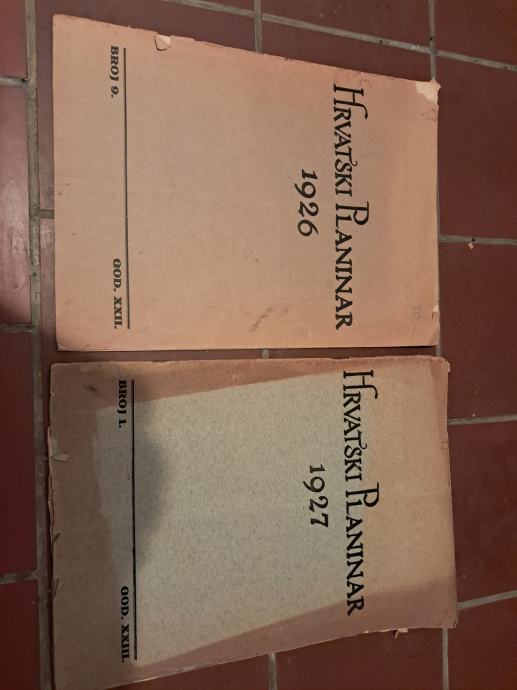 HRVATSKI PLANINAR
1926
BROJ 9.
GOD. XXII.
HRVATSKI PLANINAR
1927
BROJ 1.
GOD. XXIII.